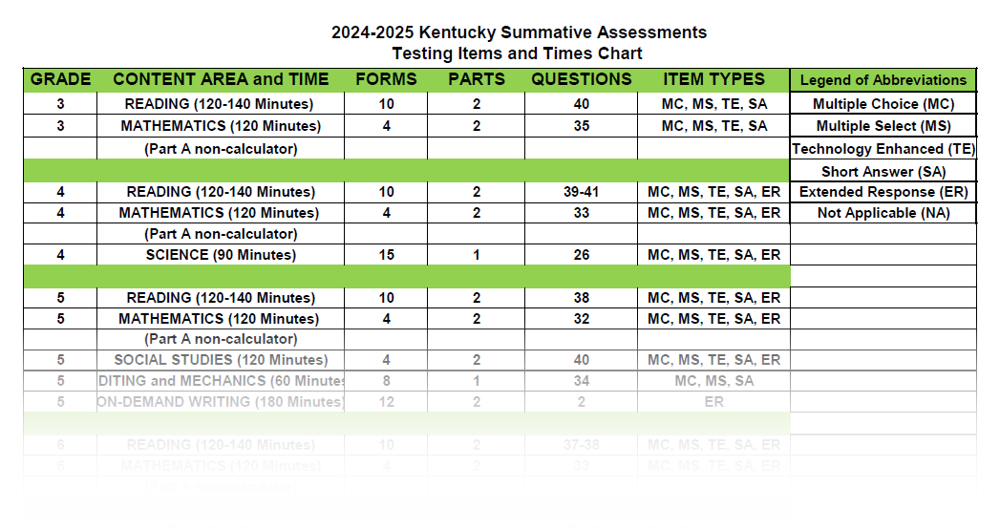 2024-2025 Kentucky Summative Assessments
Testing Items and Times Chart
GRADE CONTENT AREA and TIME FORMS PARTS QUESTIONS ITEM TYPES Legend of Abbreviations
3 READING (120-140 Minutes) 10 2 40 MC, MS, TE, SA Multiple Choice (MC)
3 MATHEMATICS (120 Minutes) 4 2 35 MC, MS, TE, SA Multiple Select (MS)
(Part A non-calculator) Technology Enhanced (TE)
Short Answer (SA)
4 READING (120-140 Minutes) 10 2 39-41 MC, MS, TE, SA, ER Extended Response (ER)
4 MATHEMATICS (120 Minutes) 4 2 33 MC, MS, TE, SA, ER Not Applicable (NA)
(Part A non-calculator)
4 SCIENCE (90 Minutes) 15 1 26 MC, MS, TE, SA, ER
5 READING (120-140 Minutes) 10 2 38 MC, MS, TE, SA, ER
5 MATHEMATICS (120 Minutes) 4 2 32 MC, MS, TE, SA, ER
(Part A non-calculator)
5 SOCIAL STUDIES (120 Minutes) 4 2 40 MC, MS, TE, SA, ER
5 DITING and MECHANICS (60 Minutes 8 1 34 MC, MS, SA
5 ON-DEMAND WRITING (180 Minutes) 12 2 2 ER
6 READING (120-140 Minutes) 10 2 37-38 MC, MS, TE, SA, ER
6 MATHEMATICS (120 Minutes) 4 2 33 MC, MS, TE, SA, ER
(Part A non-calculator)